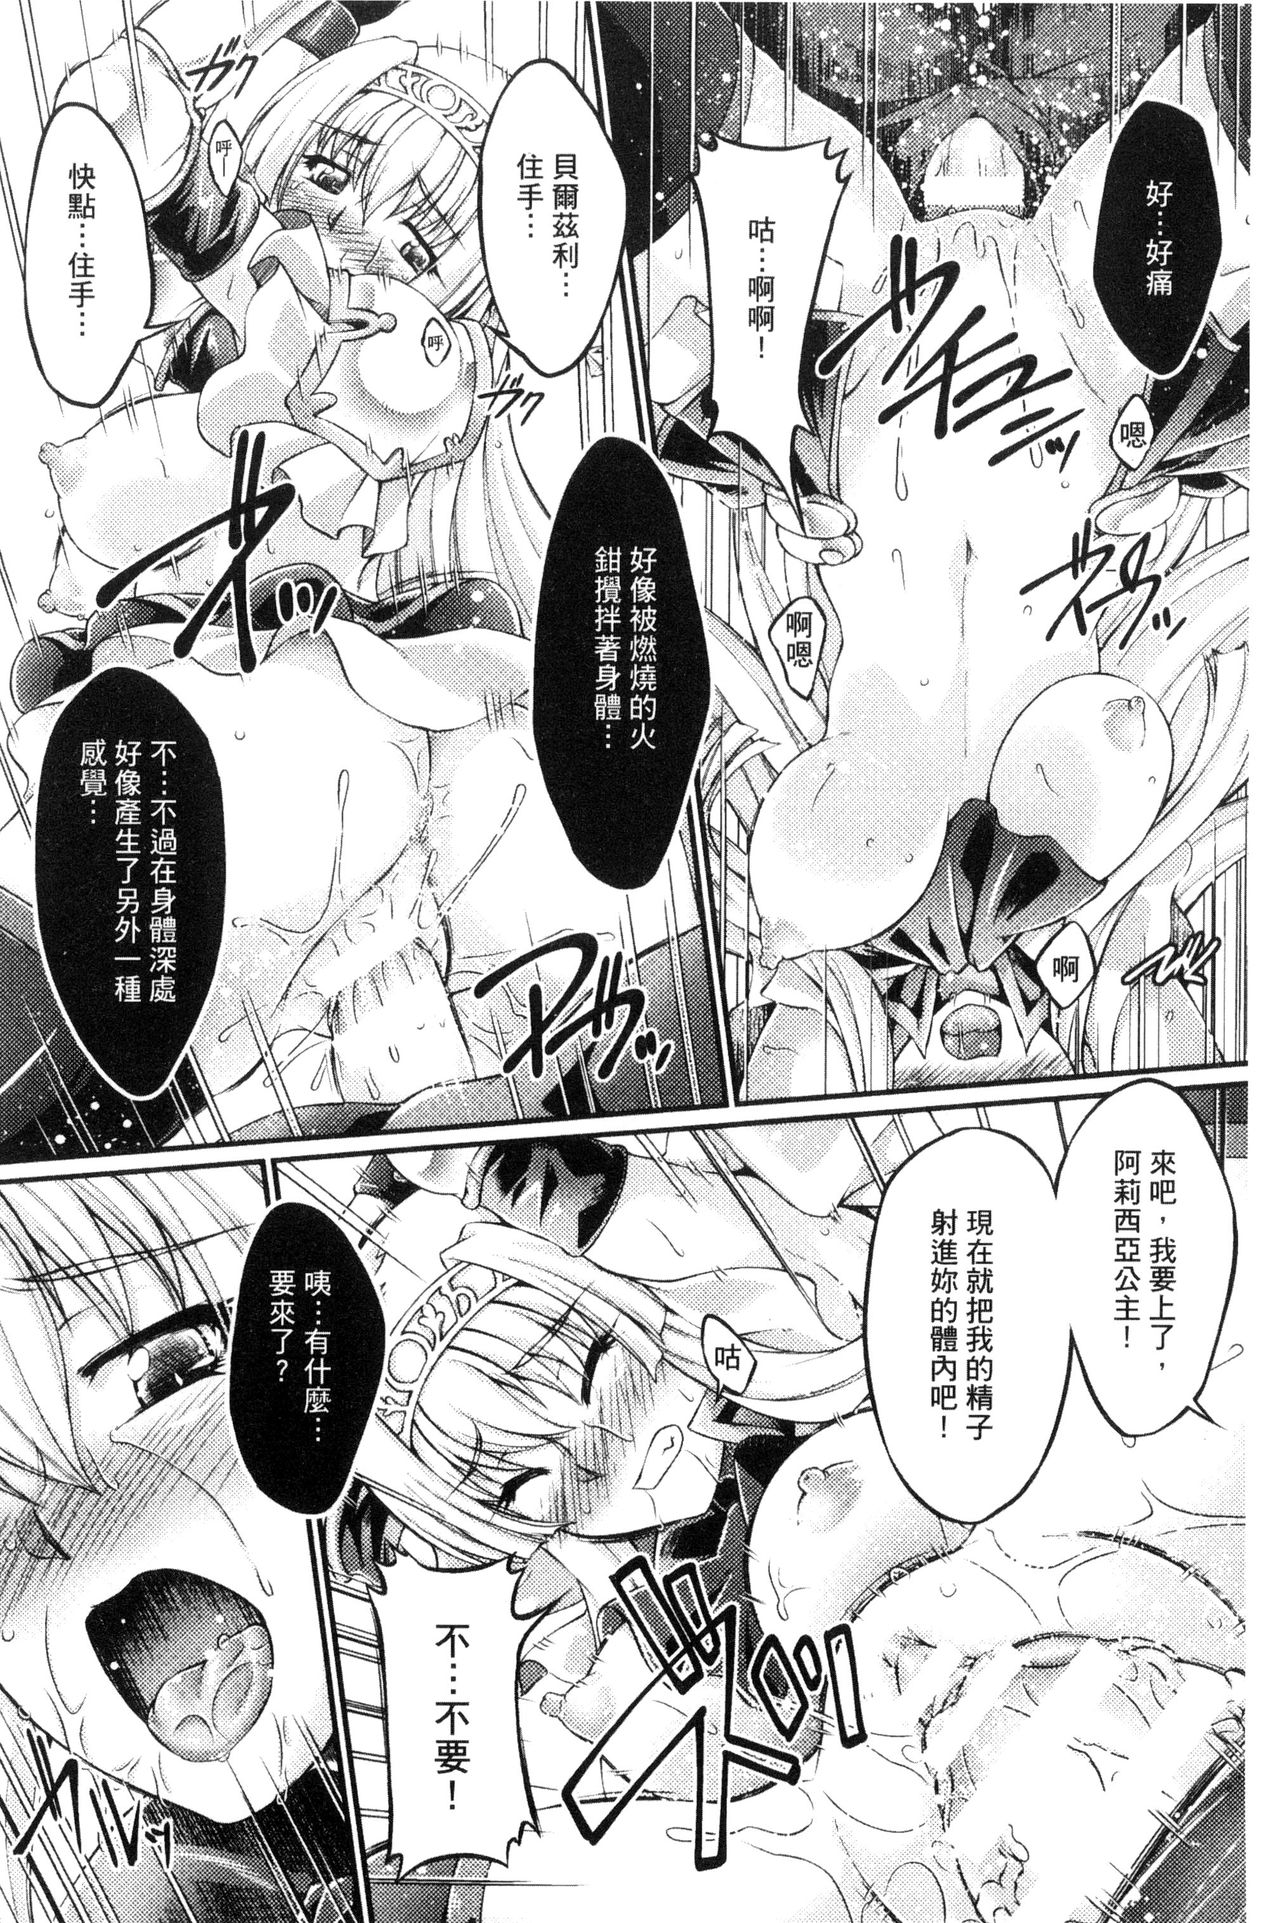 好…好痛
咕…啊啊！
嗯
啊嗯
啊
貝爾茲利…
住手…
快點…住手…
呼
呼
ガク
ガク
好像被燃燒的火
鉗攪拌著身體…
不…不過在身體深處
好像產生了另外一種
感覺…
來吧，我要上了，
阿莉西亞公主！
現在就把我的精子
射進妳的體內吧！
咕
不…不要！
咦…有什麼…
要來了？